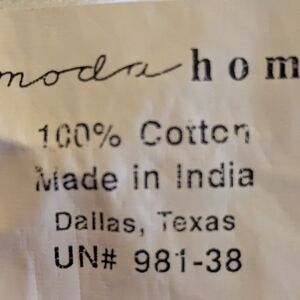 moda hom
100% Cotton
Made in India
Dallas, Texas
UN# 981-38